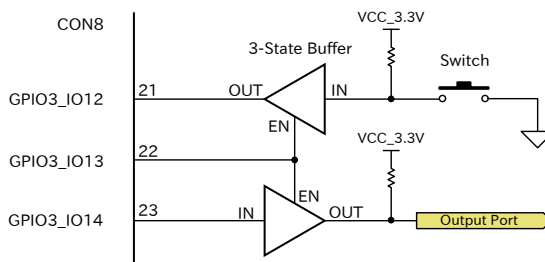 CON8
VCC_3.3V
3-State Buffer
Switch
GPIO3_IO12 21 OUT IN
EN
VCC_3.3V
GPIO3_IO13 22
EN
GPIO3_IO14 23 IN OUT Output Port